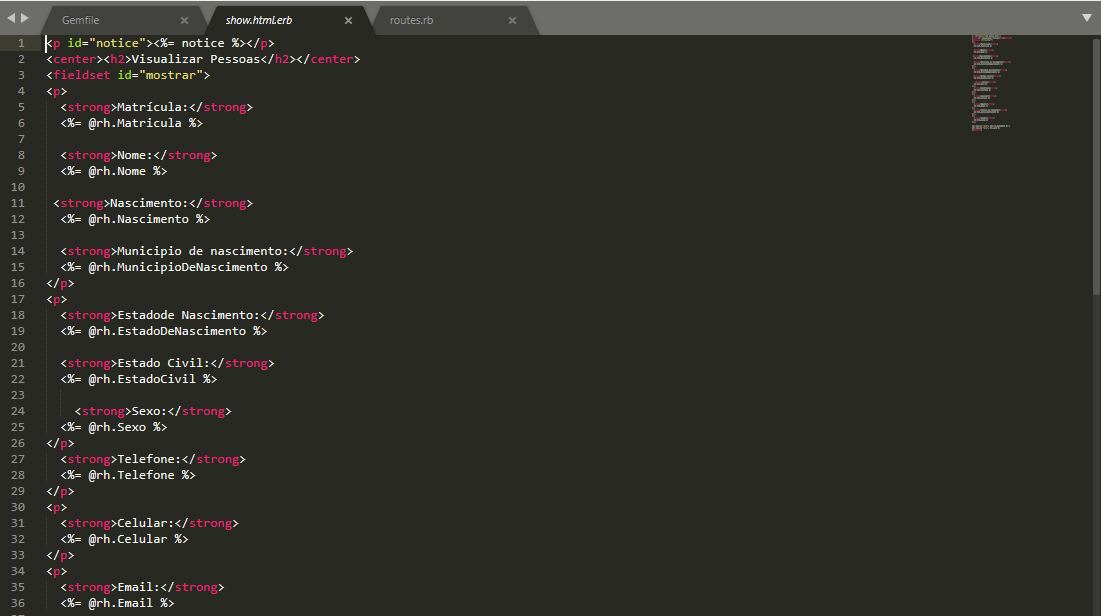 Gemfile × show.html.erb × routes.rb ×
1 <p id="notice"><%= notice %></p>
2 <center><h2>Visualizar Pessoas</h2></center>
3 <fieldset id="mostrar">
4 <p>
5 <strong>Matrícula:</strong>
6 <%= @rh.Matricula %>
7
8 <strong>Nome:</strong>
9 <%= @rh.Nome %>
10
11 <strong>Nascimento:</strong>
12 <%= @rh.Nascimento %>
13
14 <strong>Municipio de nascimento:</strong>
15 <%= @rh.MunicipioDeNascimento %>
16 </p>
17 <p>
18 <strong>Estadode Nascimento:</strong>
19 <%= @rh.EstadoDeNascimento %>
20
21 <strong>Estado Civil:</strong>
22 <%= @rh.EstadoCivil %>
23
24 <strong>Sexo:</strong>
25 <%= @rh.Sexo %>
26 </p>
27 <strong>Telefone:</strong>
28 <%= @rh.Telefone %>
29 </p>
30 <p>
31 <strong>Celular:</strong>
32 <%= @rh.Celular %>
33 </p>
34 <p>
35 <strong>Email:</strong>
36 <%= @rh.Email %>